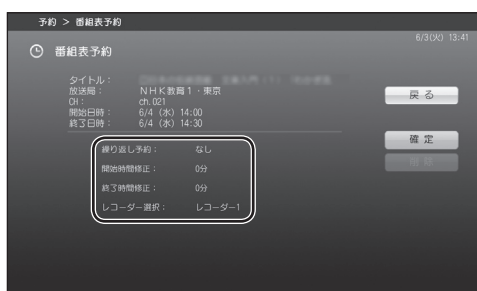 予約 > 番組表予約
6/3(火) 13:41
番組表予約
タイトル：
放送局： NHK教育1・東京
CH： ch.021
開始日時： 6/4 (水) 14:00
終了日時： 6/4 (水) 14:30
戻る
確定
削除
繰り返し予約： なし
開始時間修正： 0分
終了時間修正： 0分
レコーダー選択： レコーダー1